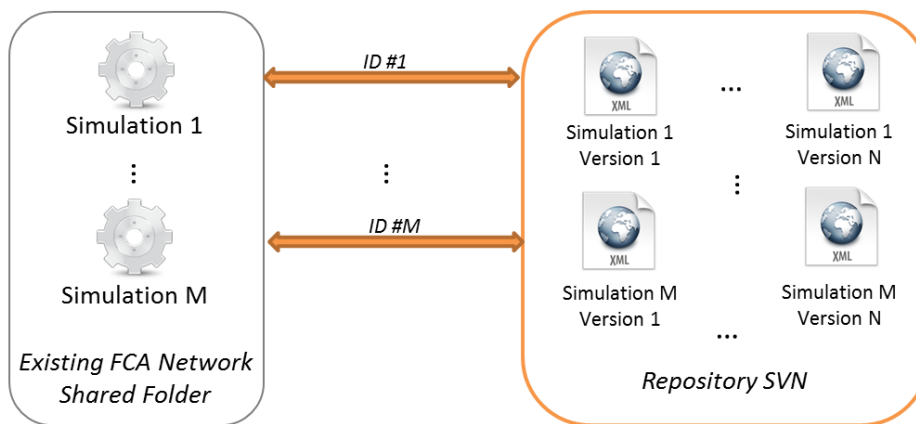 Simulation 1
⋮
Simulation M
Existing FCA Network
Shared Folder
ID #1
⋮
ID #M
XML
Simulation 1
Version 1
...
XML
Simulation 1
Version N
⋮
XML
Simulation M
Version 1
...
XML
Simulation M
Version N
Repository SVN